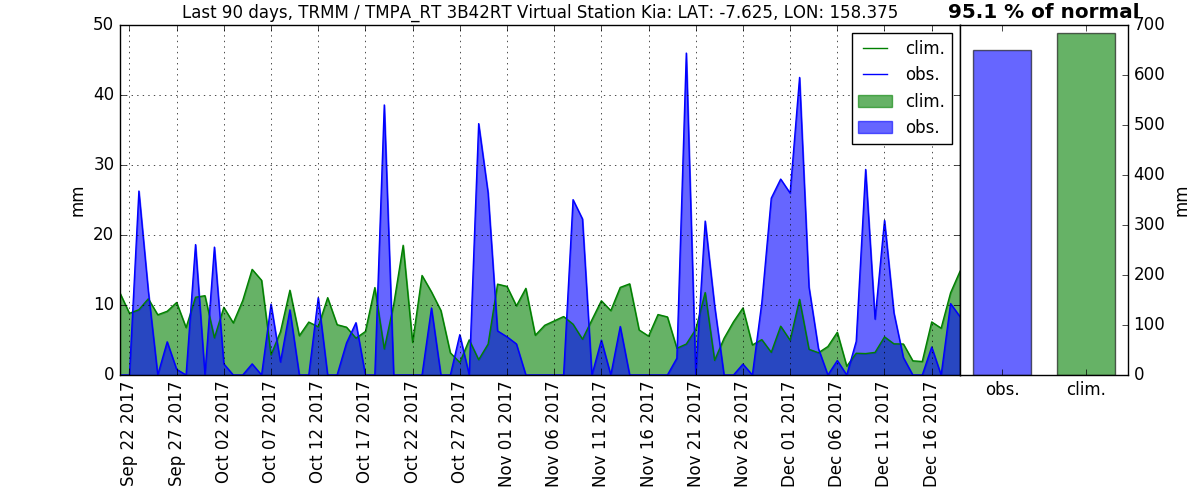 Last 90 days, TRMM / TMPA_RT 3B42RT Virtual Station Kia: LAT: -7.625, LON: 158.375
95.1 % of normal
50
40
30
20
10
0
mm
clim.
obs.
clim.
obs.
700
600
500
400
300
200
100
0
mm
obs.
clim.
Sep 22 2017
Sep 27 2017
Oct 02 2017
Oct 07 2017
Oct 12 2017
Oct 17 2017
Oct 22 2017
Oct 27 2017
Nov 01 2017
Nov 06 2017
Nov 11 2017
Nov 16 2017
Nov 21 2017
Nov 26 2017
Dec 01 2017
Dec 06 2017
Dec 11 2017
Dec 16 2017